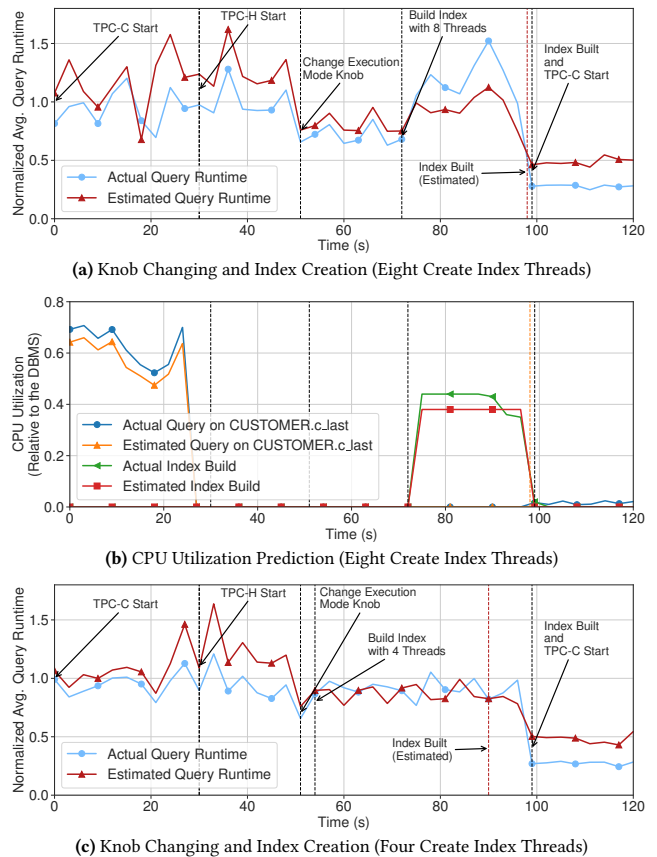 Normalized Avg. Query Runtime
1.5
1.0
0.5
0.0
TPC-C Start
TPC-H Start
Change Execution
Mode Knob
Build Index
with 8 Threads
Index Built
and
TPC-C Start
Index Built
(Estimated)
Actual Query Runtime
Estimated Query Runtime
0 20 40 60 80 100 120
Time (s)
(a) Knob Changing and Index Creation (Eight Create Index Threads)
CPU Utilization
(Relative to the DBMS)
0.8
0.6
0.4
0.2
0.0
Actual Query on CUSTOMER.c_last
Estimated Query on CUSTOMER.c_last
Actual Index Build
Estimated Index Build
0 20 40 60 80 100 120
Time (s)
(b) CPU Utilization Prediction (Eight Create Index Threads)
Normalized Avg. Query Runtime
1.5
1.0
0.5
0.0
TPC-C Start
TPC-H Start
Change Execution
Mode Knob
Build Index
with 4 Threads
Index Built
and
TPC-C Start
Index Built
(Estimated)
Actual Query Runtime
Estimated Query Runtime
0 20 40 60 80 100 120
Time (s)
(c) Knob Changing and Index Creation (Four Create Index Threads)